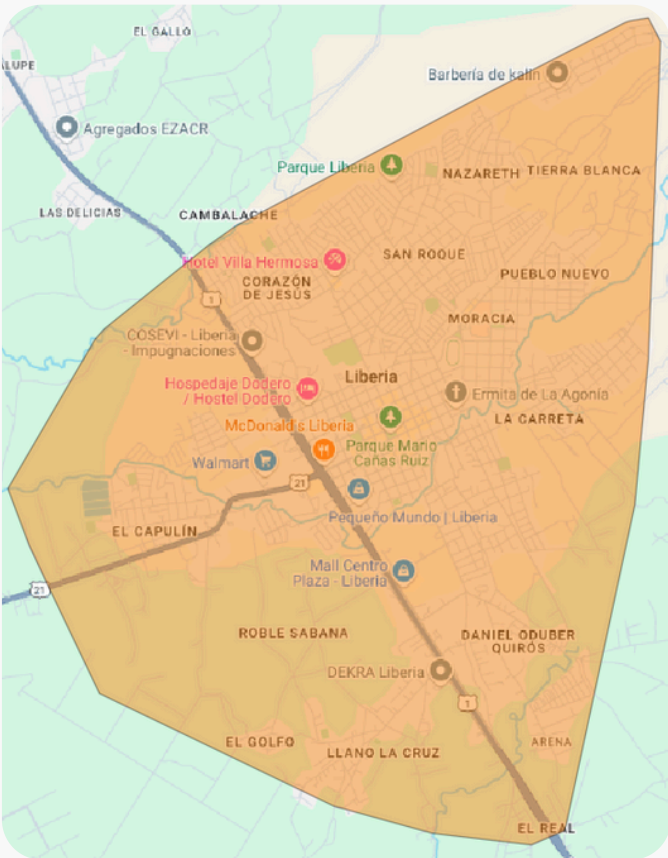 EL GALLO
ALUPE
Barbería de kalin
Agregados EZACR
Parque Liberia
NAZARETH
TIERRA BLANCA
LAS DELICIAS
CAMBALACHE
SAN ROQUE
Hotel Villa Hermosa
PUEBLO NUEVO
CORAZÓN
DE JESÚS
1
MORACIA
COSEVI - Liberia
- Impugnaciones
Liberia
Hospedaje Dodero
/ Hostel Dodero
Ermita de La Agonía
LA CARRETA
McDonald's Liberia
Parque Mario
Cañas Ruiz
Walmart
21
Pequeño Mundo | Liberia
EL CAPULÍN
Mall Centro
Plaza - Liberia
21
ROBLE SABANA
DANIEL ODUBER
QUIRÓS
DEKRA Liberia
1
EL GOLFO
LLANO LA CRUZ
ARENA
EL REAL